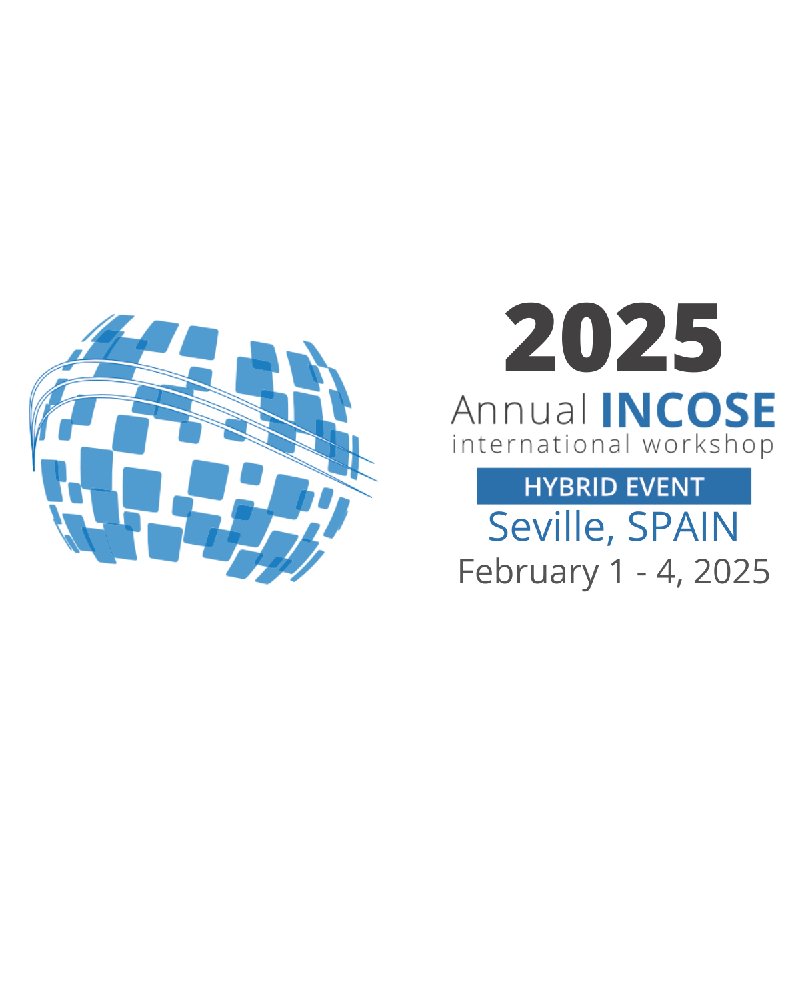 2025
Annual INCOSE
international workshop
HYBRID EVENT
Seville, SPAIN
February 1 - 4, 2025